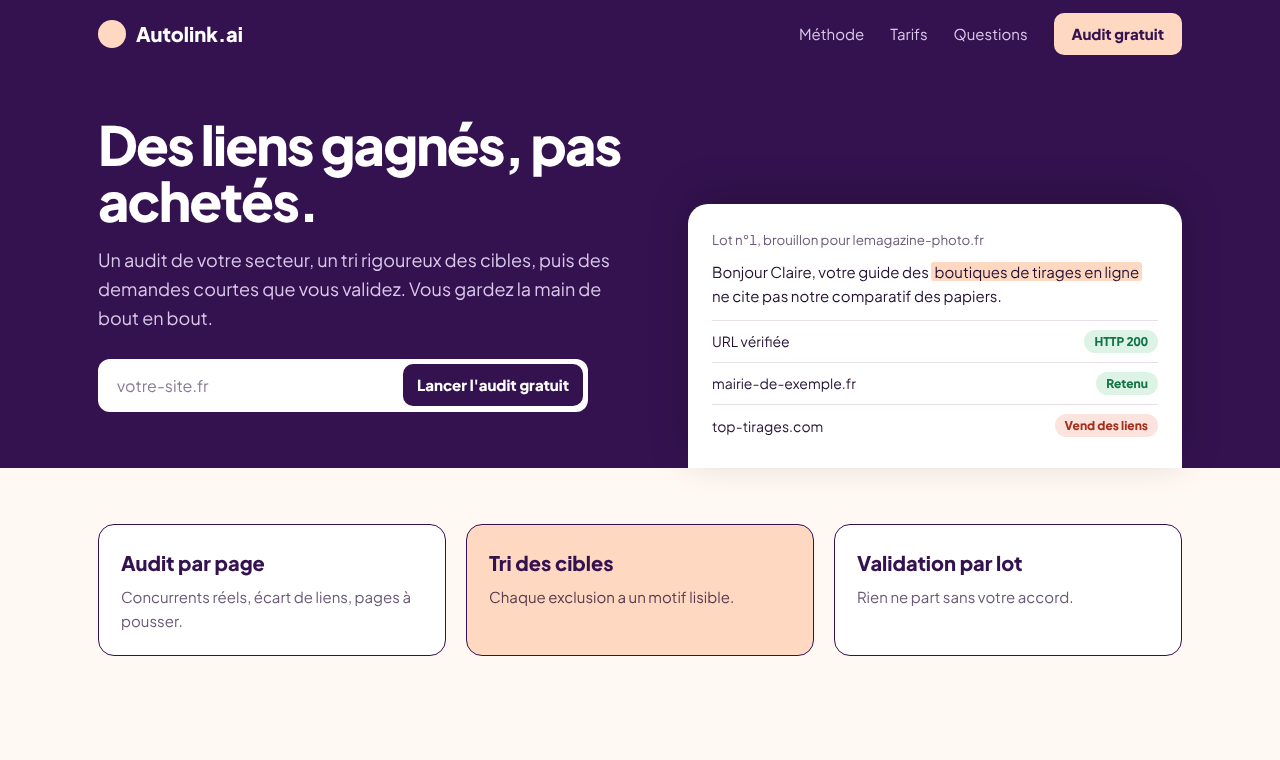 Autolink.ai
Méthode
Tarifs
Questions
Audit gratuit
Des liens gagnés, pas
achetés.
Un audit de votre secteur, un tri rigoureux des cibles, puis des
demandes courtes que vous validez. Vous gardez la main de
bout en bout.
votre-site.fr
Lancer l'audit gratuit
Lot n°1, brouillon pour lemagazine-photo.fr
Bonjour Claire, votre guide des boutiques de tirages en ligne
ne cite pas notre comparatif des papiers.
URL vérifiée
HTTP 200
mairie-de-exemple.fr
Retenu
top-tirages.com
Vend des liens
Audit par page
Concurrents réels, écart de liens, pages à
pousser.
Tri des cibles
Chaque exclusion a un motif lisible.
Validation par lot
Rien ne part sans votre accord.